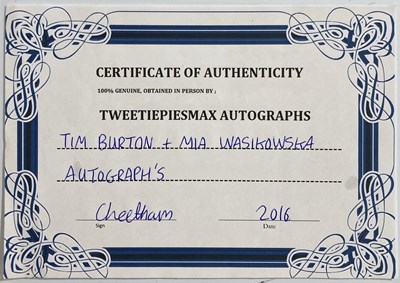 CERTIFICATE OF AUTHENTICITY
100% GENUINE, OBTAINED IN PERSON BY;
TWEETIEPIESMAX AUTOGRAPHS
TIM BURTON + MIA WASIKOWSKA
AUTOGRAPH'S
Cheetham 2016
Sign Date